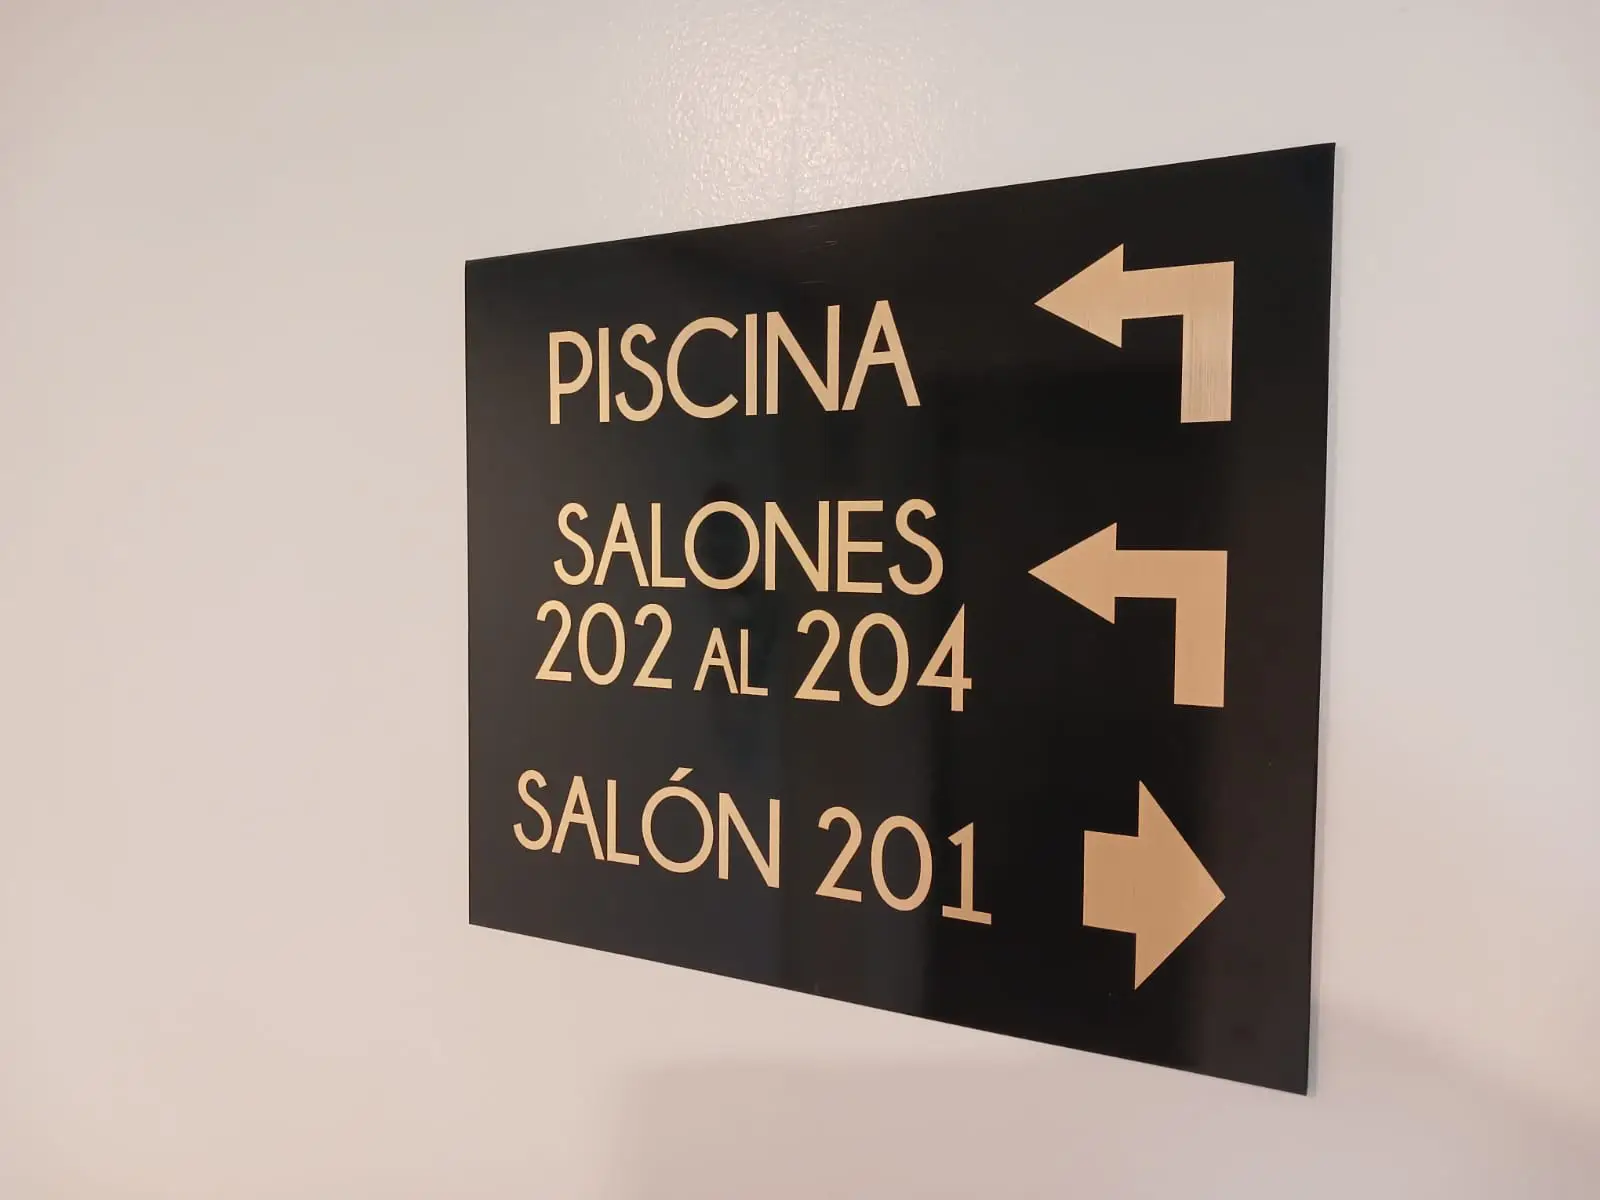 PISCINA
SALONES
202 AL 204
SALÓN 201